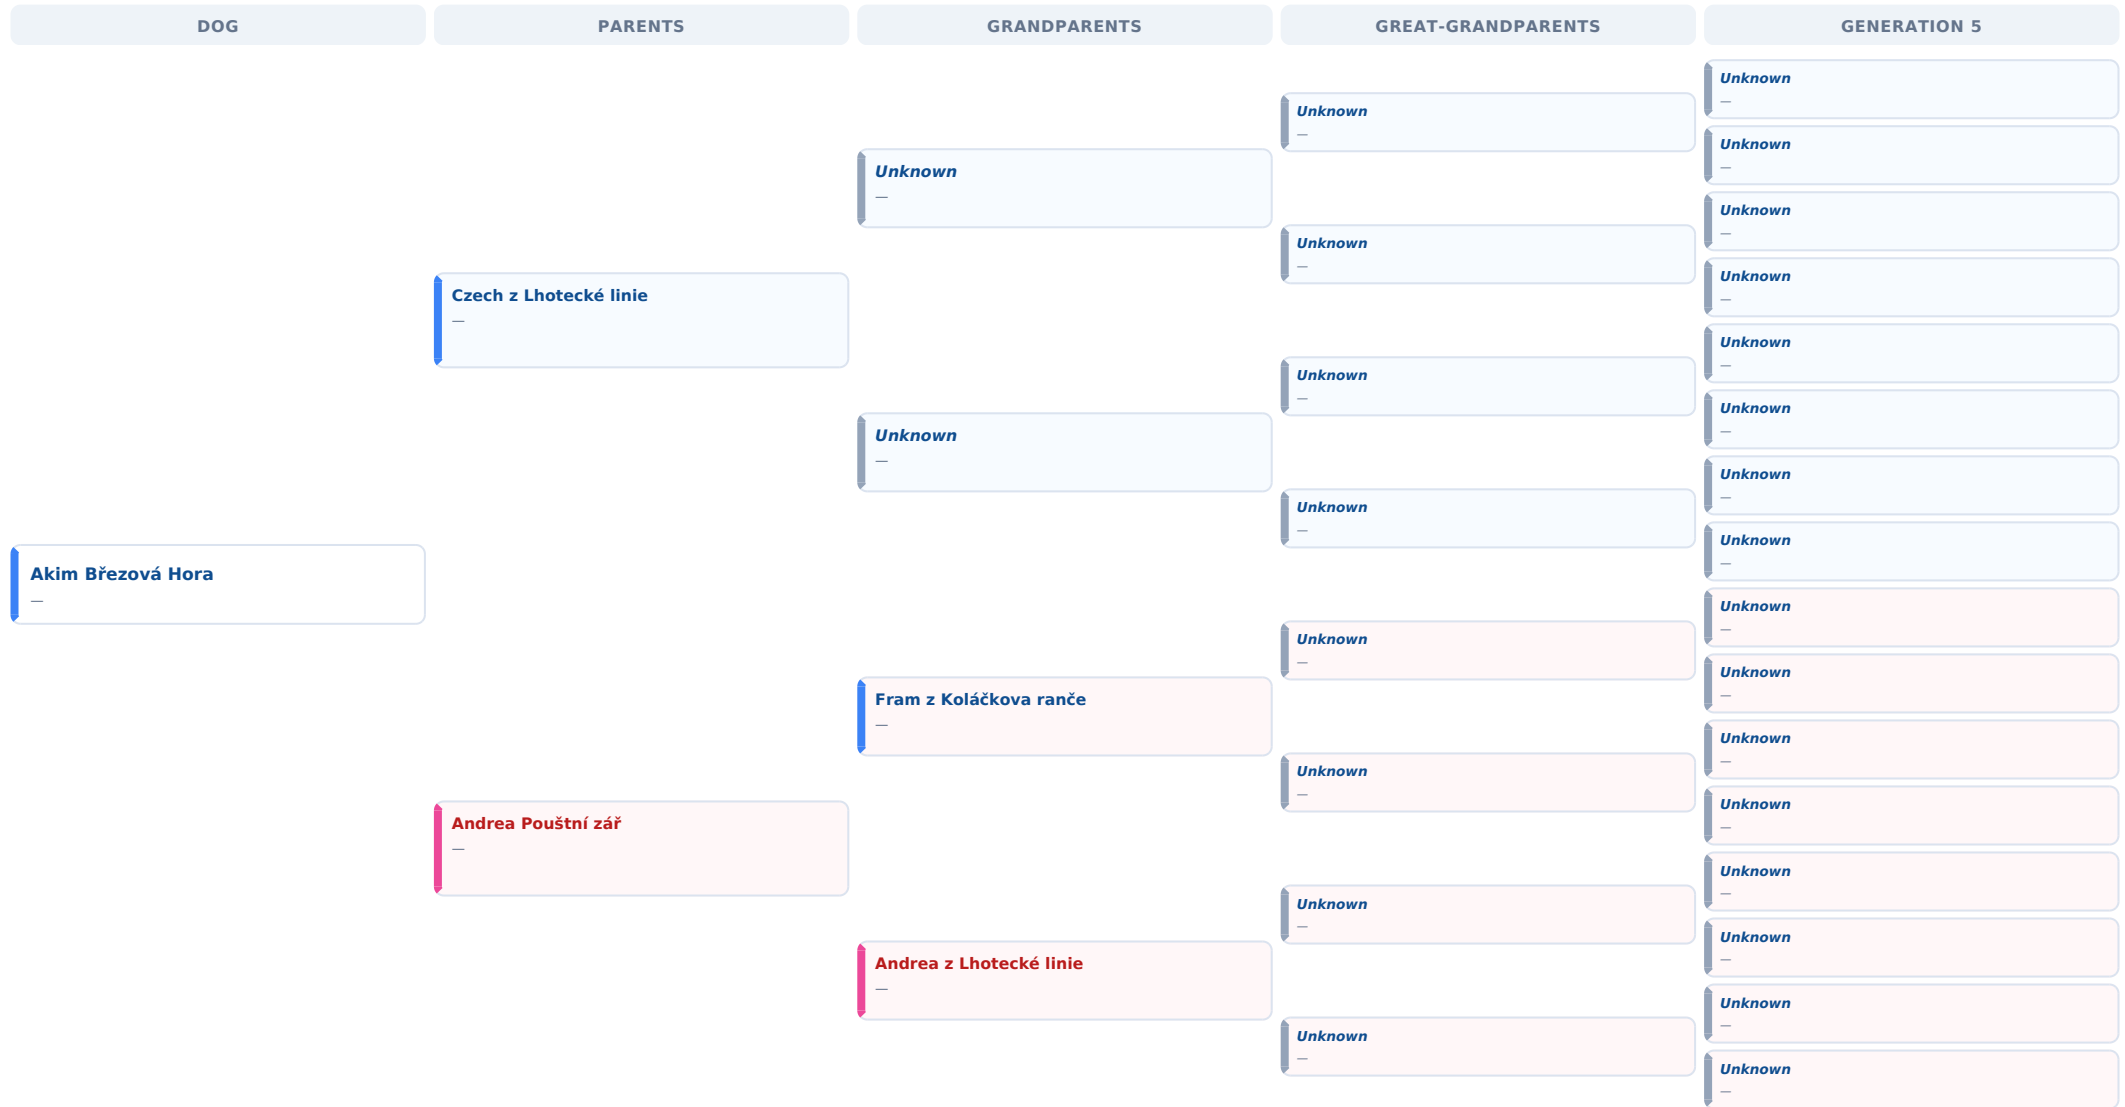 DOG
PARENTS
GRANDPARENTS
GREAT-GRANDPARENTS
GENERATION 5
Akim Březová Hora
—
Czech z Lhotecké linie
—
Andrea Pouštní zář
—
Unknown
—
Unknown
—
Fram z Koláčkova ranče
—
Andrea z Lhotecké linie
—
Unknown
—
Unknown
—
Unknown
—
Unknown
—
Unknown
—
Unknown
—
Unknown
—
Unknown
—
Unknown
—
Unknown
—
Unknown
—
Unknown
—
Unknown
—
Unknown
—
Unknown
—
Unknown
—
Unknown
—
Unknown
—
Unknown
—
Unknown
—
Unknown
—
Unknown
—
Unknown
—
Unknown
—